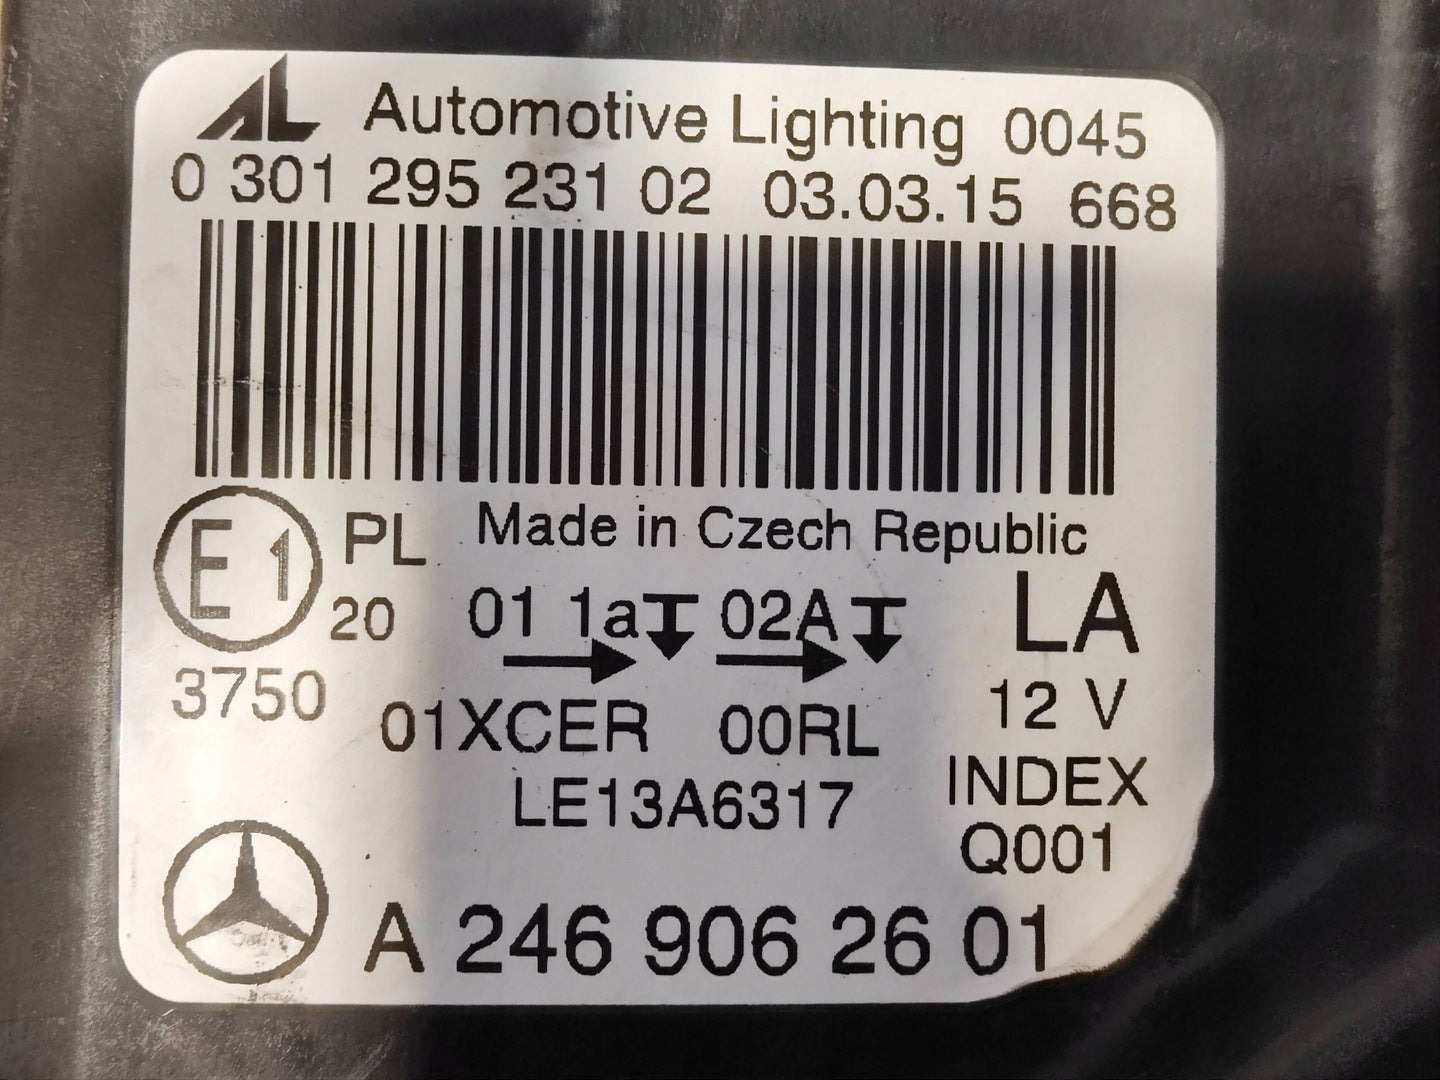 AL Automotive Lighting 0045
0 301 295 231 02 03.03.15 668
E1 PL Made in Czech Republic
20 01 1a 02A LA
3750 01XCER 00RL 12 V
LE13A6317 INDEX
Q001
A 246 906 26 01